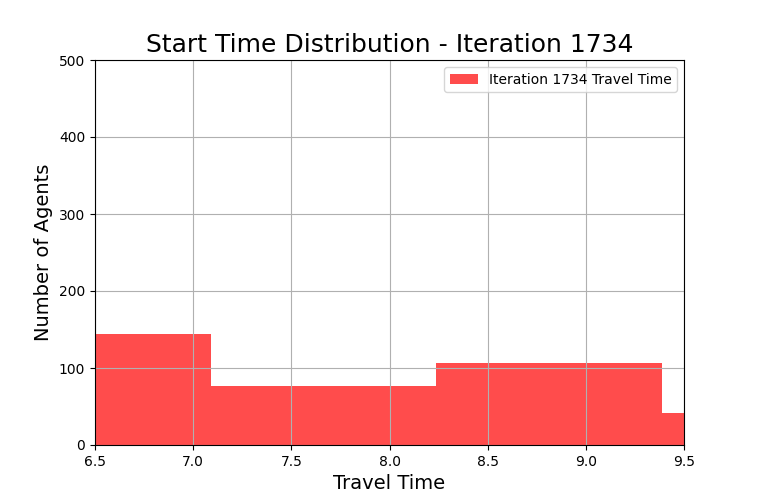 Start Time Distribution - Iteration 1734
Iteration 1734 Travel Time
Number of Agents
500
400
300
200
100
0
6.5 7.0 7.5 8.0 8.5 9.0 9.5
Travel Time